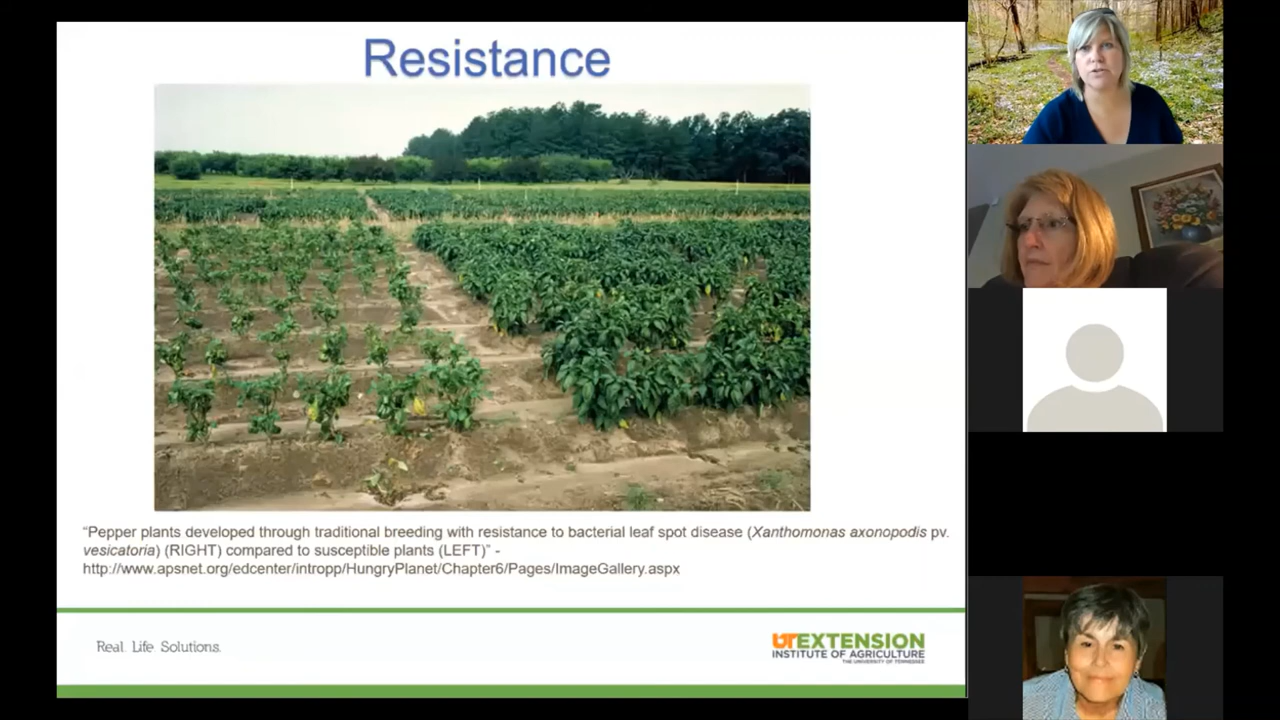 Resistance
"Pepper plants developed through traditional breeding with resistance to bacterial leaf spot disease (Xanthomonas axonopodis pv.
vesicatoria) (RIGHT) compared to susceptible plants (LEFT)" -
http://www.apsnet.org/edcenter/intropp/HungryPlanet/Chapter6/Pages/ImageGallery.aspx
Real. Life. Solutions.
UTEXTENSION
INSTITUTE OF AGRICULTURE
THE UNIVERSITY OF TENNESSEE